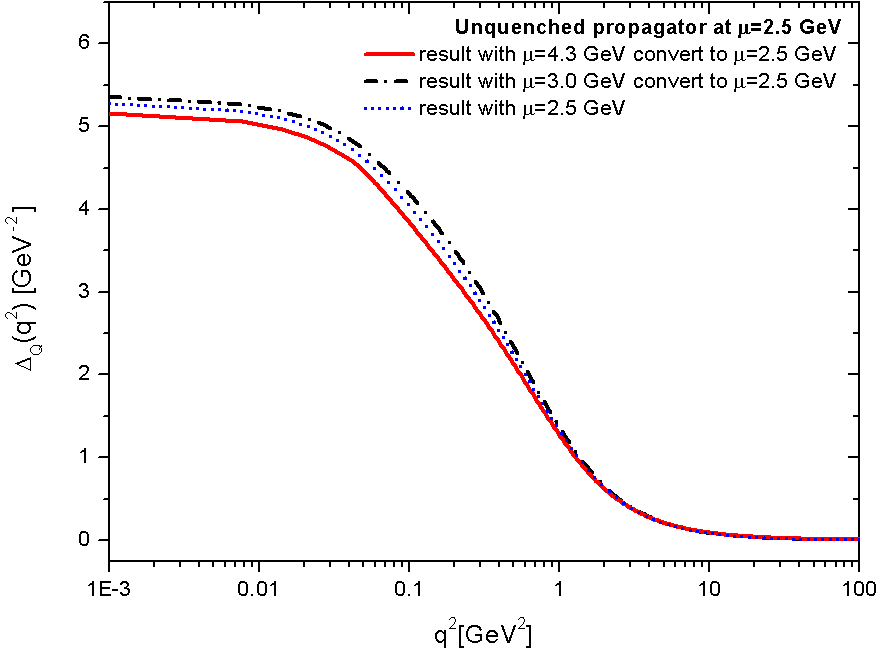 Unquenched propagator at μ=2.5 GeV
result with μ=4.3 GeV convert to μ=2.5 GeV
result with μ=3.0 GeV convert to μ=2.5 GeV
result with μ=2.5 GeV
6
5
4
3
2
1
0
Δ_Q(q²) [GeV⁻²]
1E-3 0.01 0.1 1 10 100
q²[GeV²]